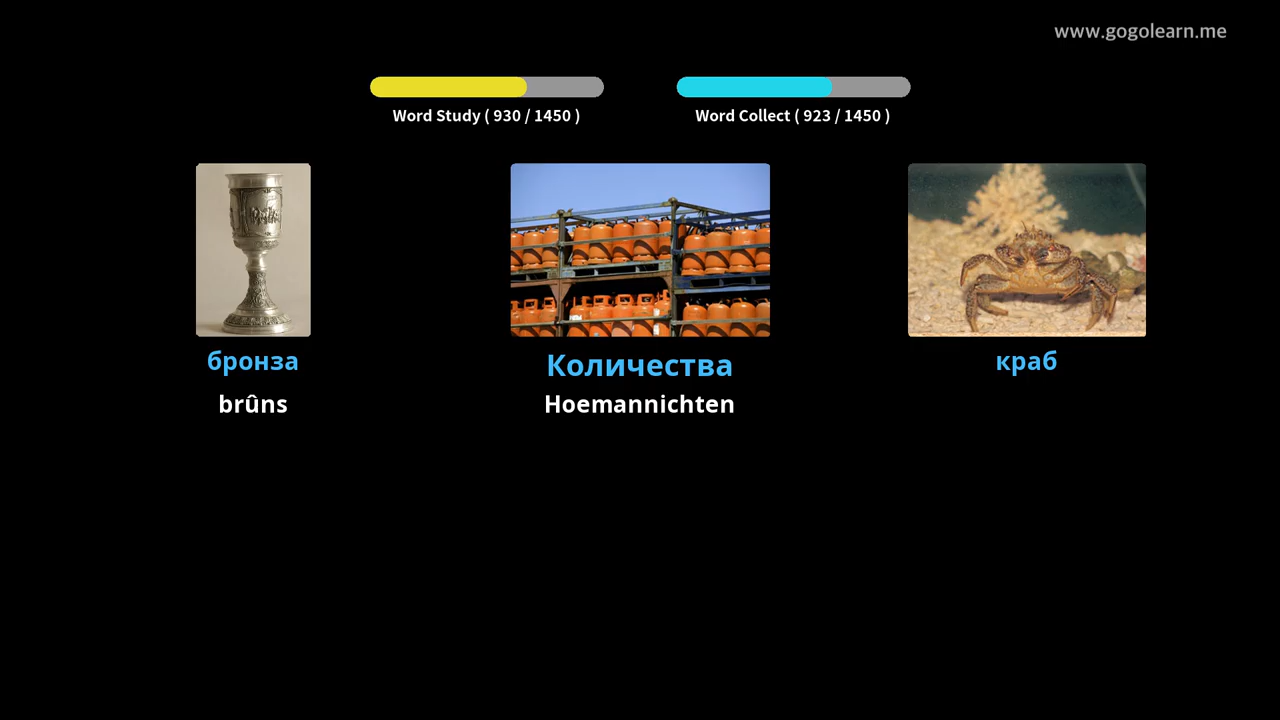 www.gogolearn.me
Word Study ( 930 / 1450 )
Word Collect ( 923 / 1450 )
бронза
Количества
краб
brûns
Hoemannichten